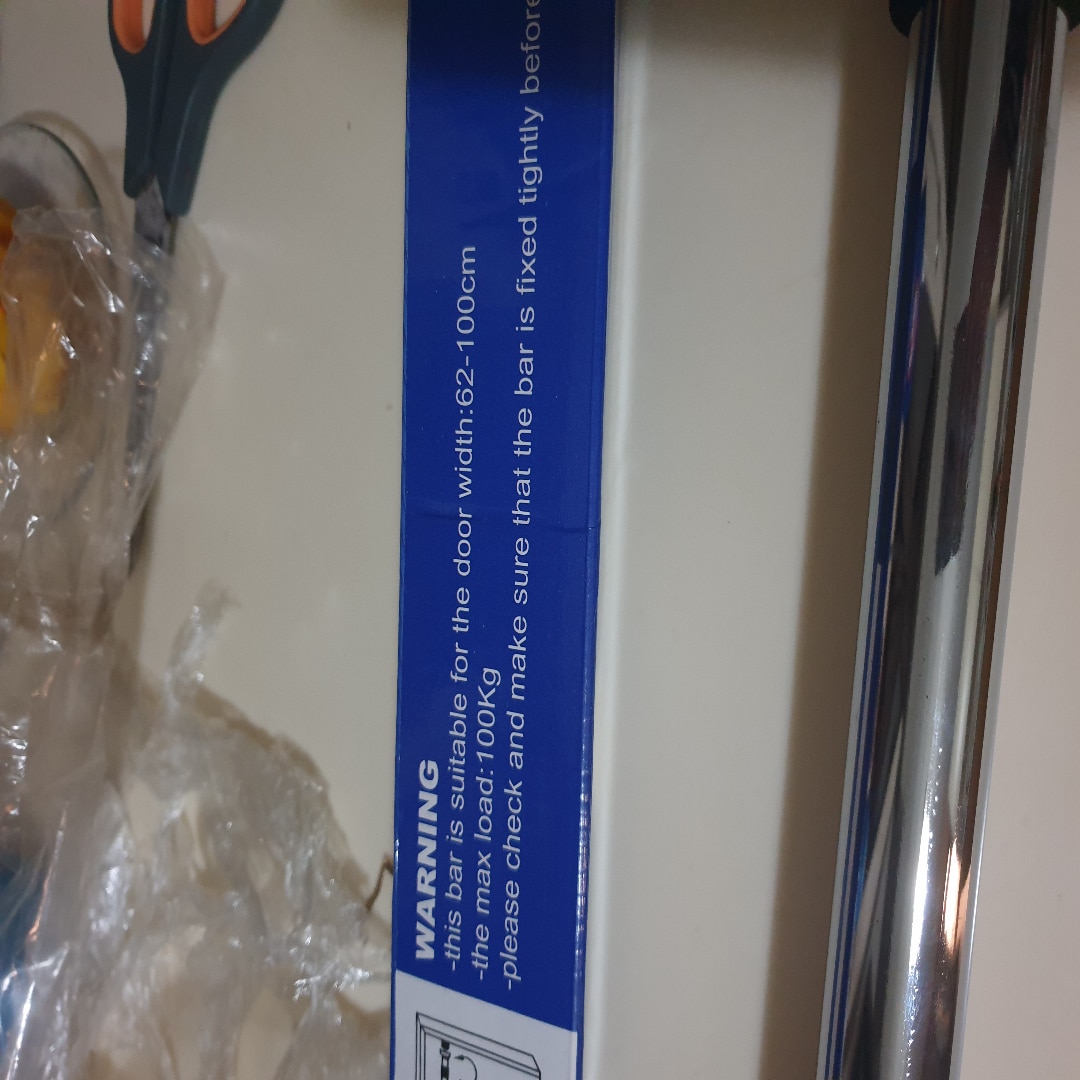 WARNING
-this bar is suitable for the door width:62-100cm
-the max load:100Kg
-please check and make sure that the bar is fixed tightly before